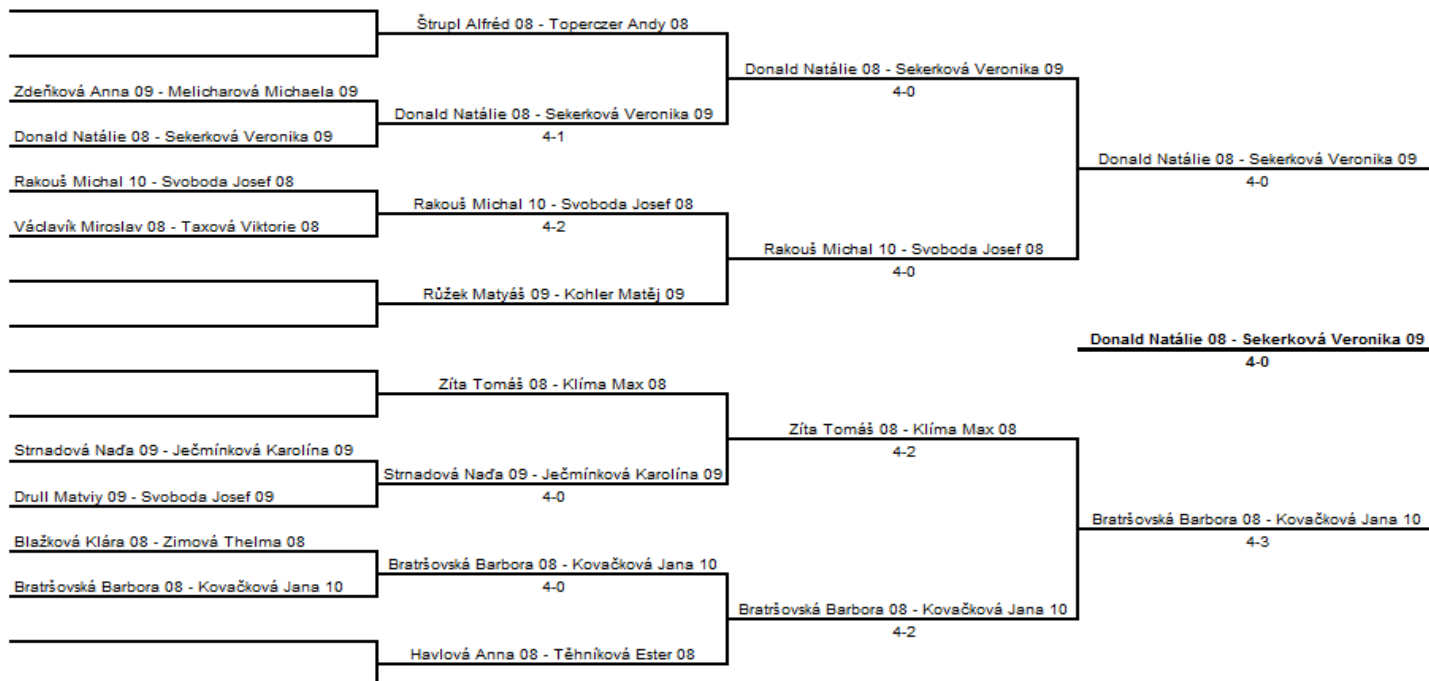 Štrupl Alfréd 08 - Toperczer Andy 08
Donald Natálie 08 - Sekerková Veronika 09
4-0
Zdeňková Anna 09 - Melicharová Michaela 09
Donald Natálie 08 - Sekerková Veronika 09
4-1
Donald Natálie 08 - Sekerková Veronika 09
Donald Natálie 08 - Sekerková Veronika 09
4-0
Rakouš Michal 10 - Svoboda Josef 08
Rakouš Michal 10 - Svoboda Josef 08
4-2
Václavík Miroslav 08 - Taxová Viktorie 08
Rakouš Michal 10 - Svoboda Josef 08
4-0
Růžek Matyáš 09 - Kohler Matěj 09
Donald Natálie 08 - Sekerková Veronika 09
4-0
Zíta Tomáš 08 - Klíma Max 08
Zíta Tomáš 08 - Klíma Max 08
4-2
Strnadová Naďa 09 - Ječmínková Karolína 09
Strnadová Naďa 09 - Ječmínková Karolína 09
4-0
Drull Matviy 09 - Svoboda Josef 09
Bratršovská Barbora 08 - Kovačková Jana 10
4-3
Blažková Klára 08 - Zimová Thelma 08
Bratršovská Barbora 08 - Kovačková Jana 10
4-0
Bratršovská Barbora 08 - Kovačková Jana 10
Bratršovská Barbora 08 - Kovačková Jana 10
4-2
Havlová Anna 08 - Těhníková Ester 08